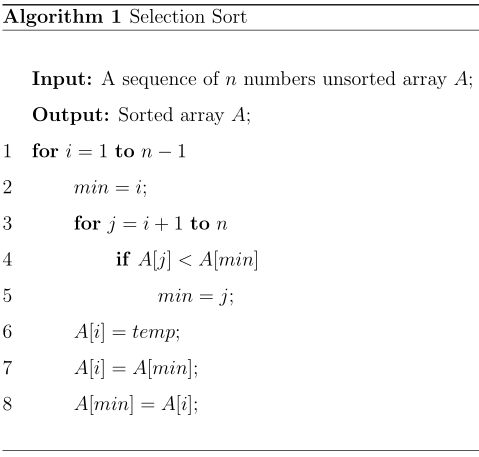 Algorithm 1 Selection Sort
Input: A sequence of n numbers unsorted array A;
Output: Sorted array A;
1 for i = 1 to n − 1
2 min = i;
3 for j = i + 1 to n
4 if A[j] < A[min]
5 min = j;
6 A[i] = temp;
7 A[i] = A[min];
8 A[min] = A[i];